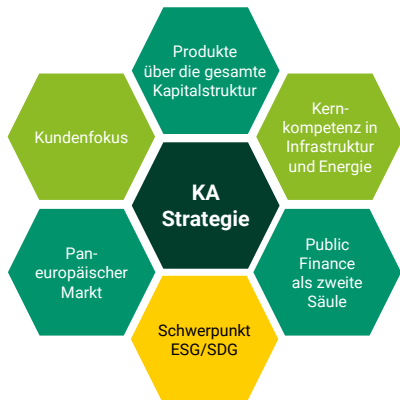 Produkte
über die gesamte
Kapitalstruktur
Kundenfokus
Kern-
kompetenz in
Infrastruktur
und Energie
KA
Strategie
Pan-
europäischer
Markt
Public
Finance
als zweite
Säule
Schwerpunkt
ESG/SDG